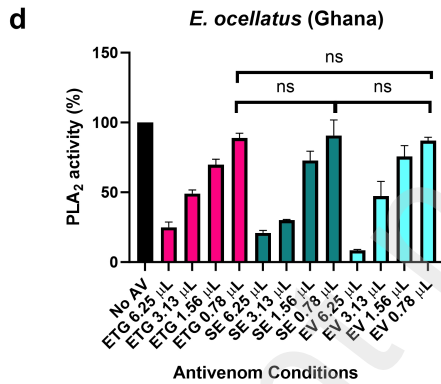 d
E. ocellatus (Ghana)
ns
ns
ns
150
100
50
0
PLA2 activity (%)
No AV
ETG 6.25 µL
ETG 3.13 µL
ETG 1.56 µL
ETG 0.78 µL
SE 6.25 µL
SE 3.13 µL
SE 1.56 µL
SE 0.78 µL
EV 6.25 µL
EV 3.13 µL
EV 1.56 µL
EV 0.78 µL
Antivenom Conditions